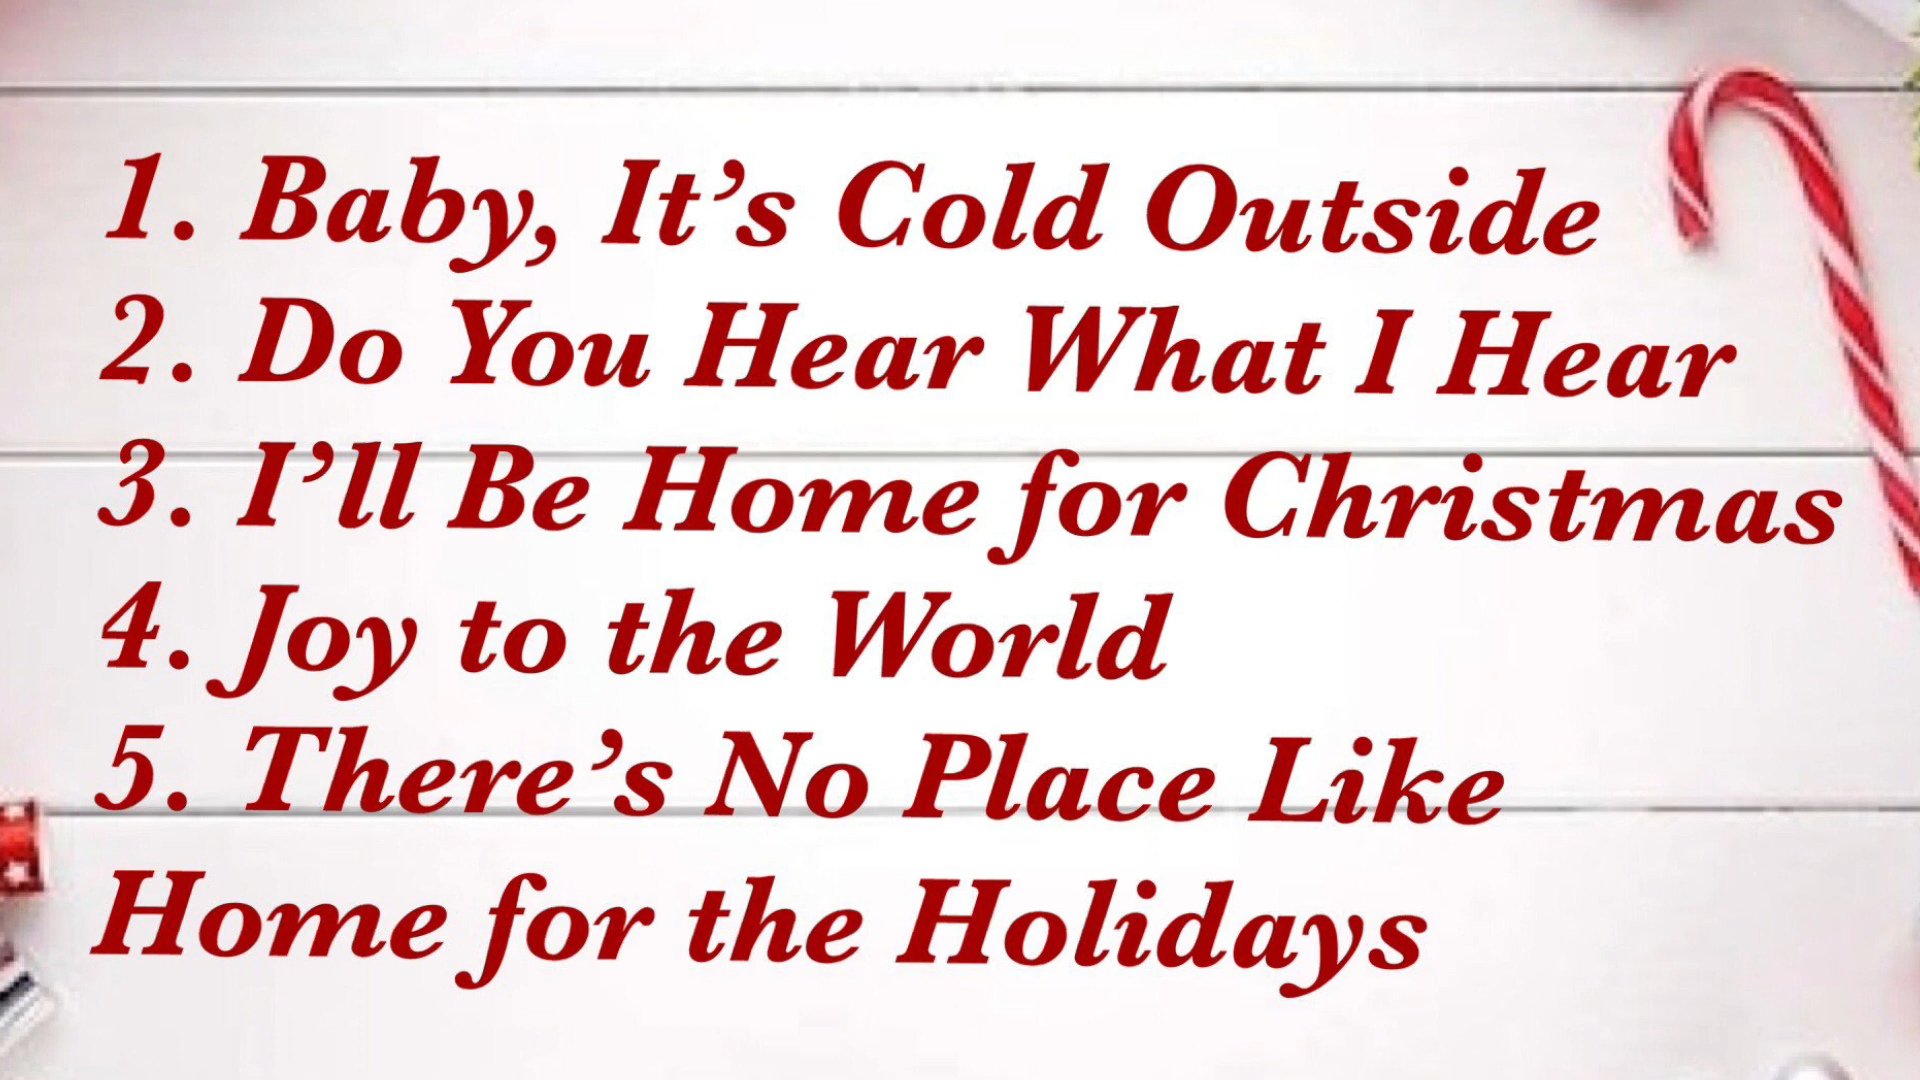 1. Baby, It’s Cold Outside
2. Do You Hear What I Hear
3. I’ll Be Home for Christmas
4. Joy to the World
5. There’s No Place Like
Home for the Holidays